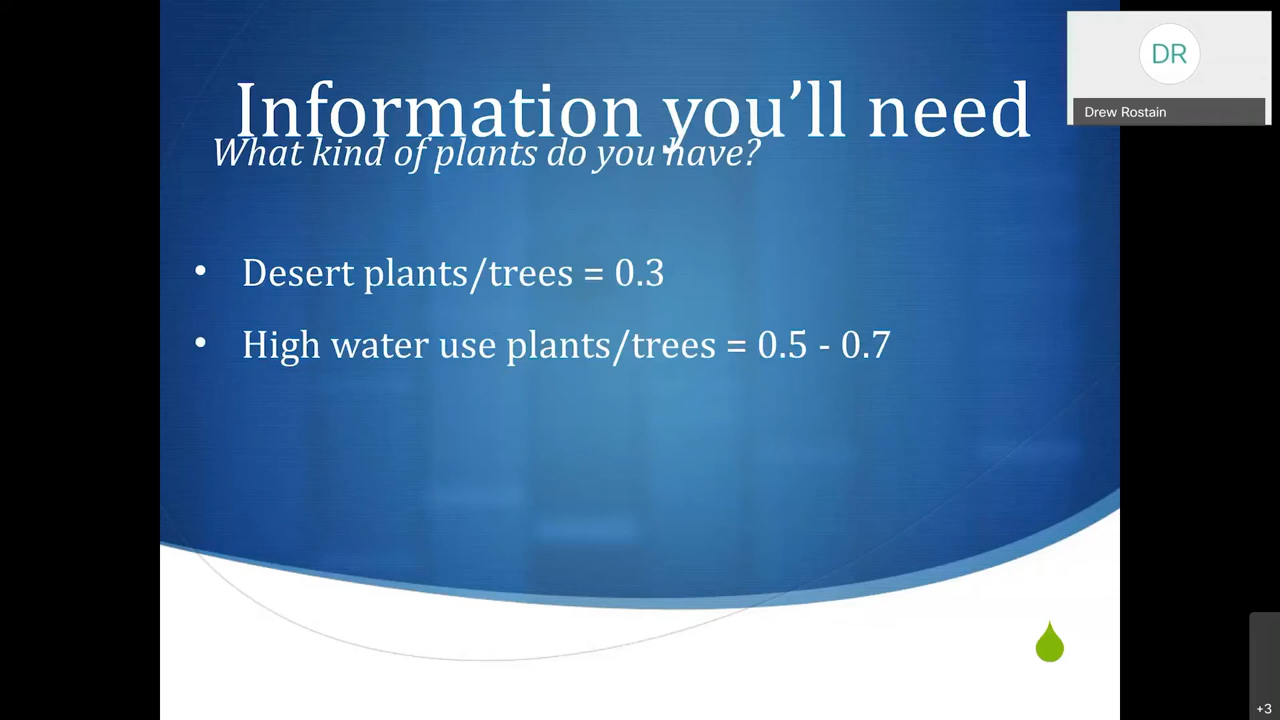 Information you’ll need
What kind of plants do you have?
• Desert plants/trees = 0.3
• High water use plants/trees = 0.5 - 0.7
DR
Drew Rostain
+3